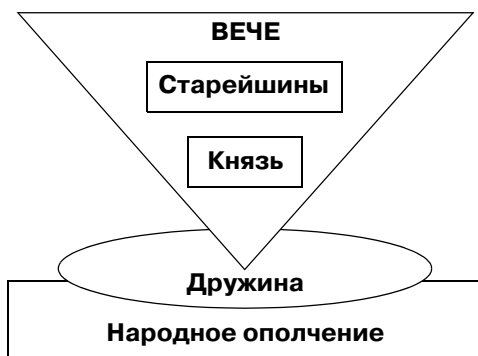 ВЕЧЕ
Старейшины
Князь
Дружина
Народное ополчение